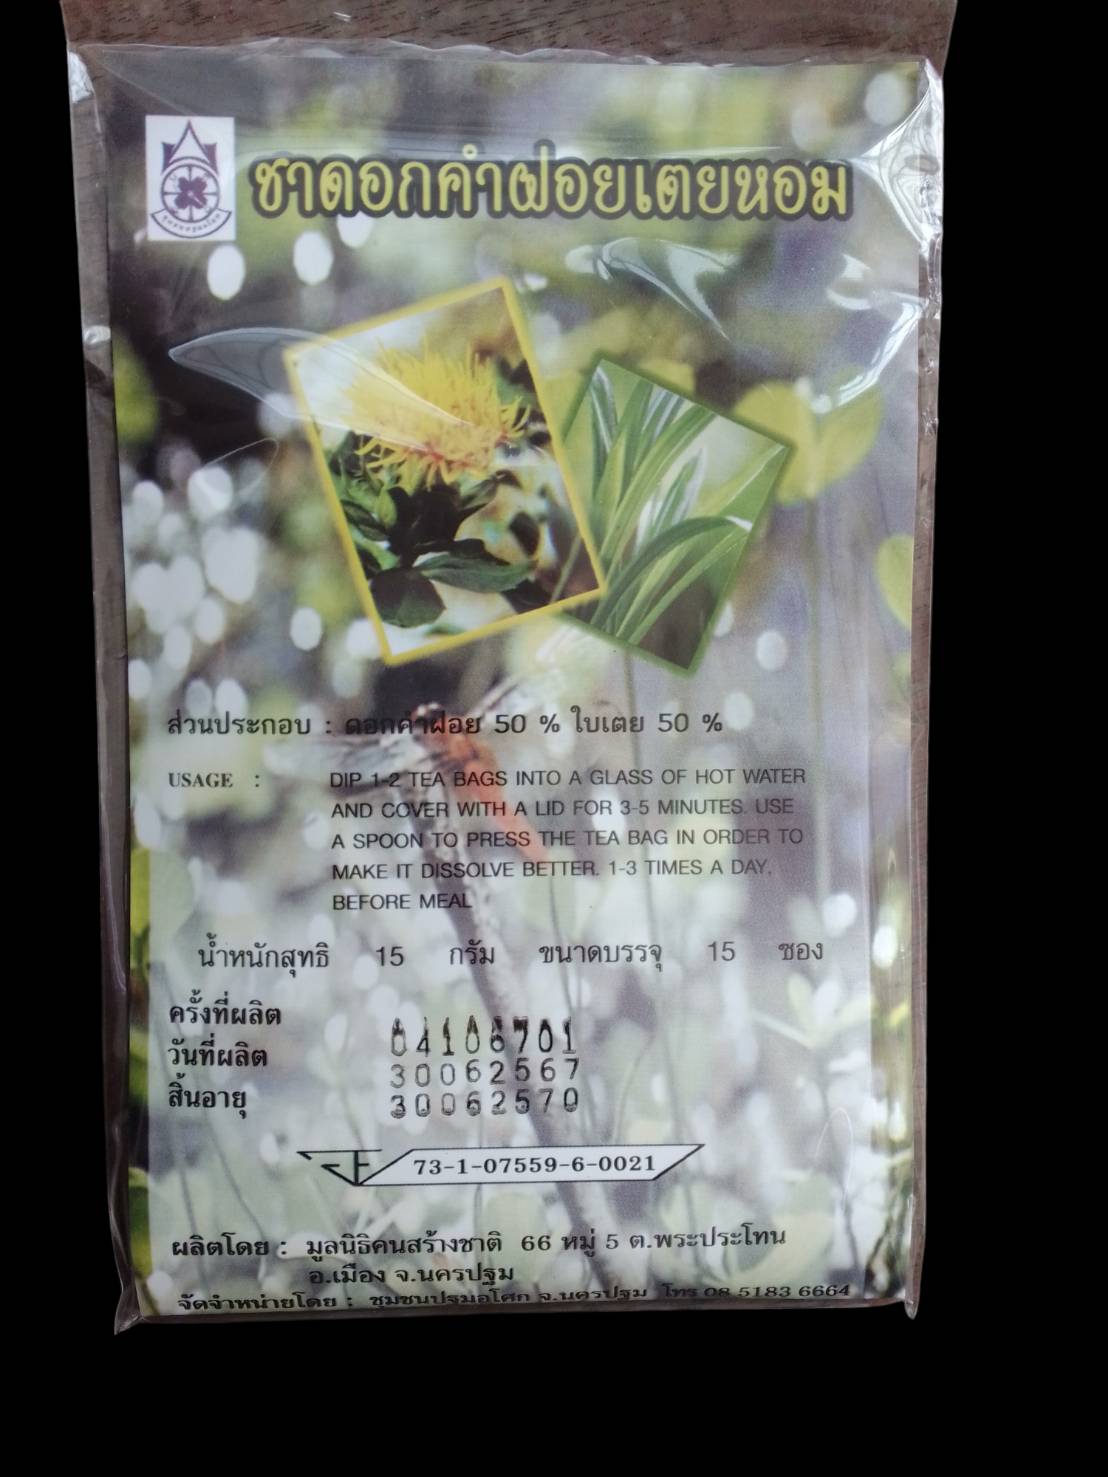 ชาดอกคำฝอยเตยหอม
ส่วนประกอบ : ดอกคำฝอย 50 % ใบเตย 50 %
USAGE : DIP 1-2 TEA BAGS INTO A GLASS OF HOT WATER
AND COVER WITH A LID FOR 3-5 MINUTES. USE
A SPOON TO PRESS THE TEA BAG IN ORDER TO
MAKE IT DISSOLVE BETTER. 1-3 TIMES A DAY,
BEFORE MEAL
น้ำหนักสุทธิ 15 กรัม ขนาดบรรจุ 15 ซอง
ครั้งที่ผลิต 04106701
วันที่ผลิต 30062567
สิ้นอายุ 30062570
73-1-07559-6-0021
ผลิตโดย : มูลนิธิคนสร้างชาติ 66 หมู่ 5 ต.พระประโทน
อ.เมือง จ.นครปฐม
จัดจำหน่ายโดย : ชุมชนปฐมอโศก จ.นครปฐม โทร 08 5183 6664